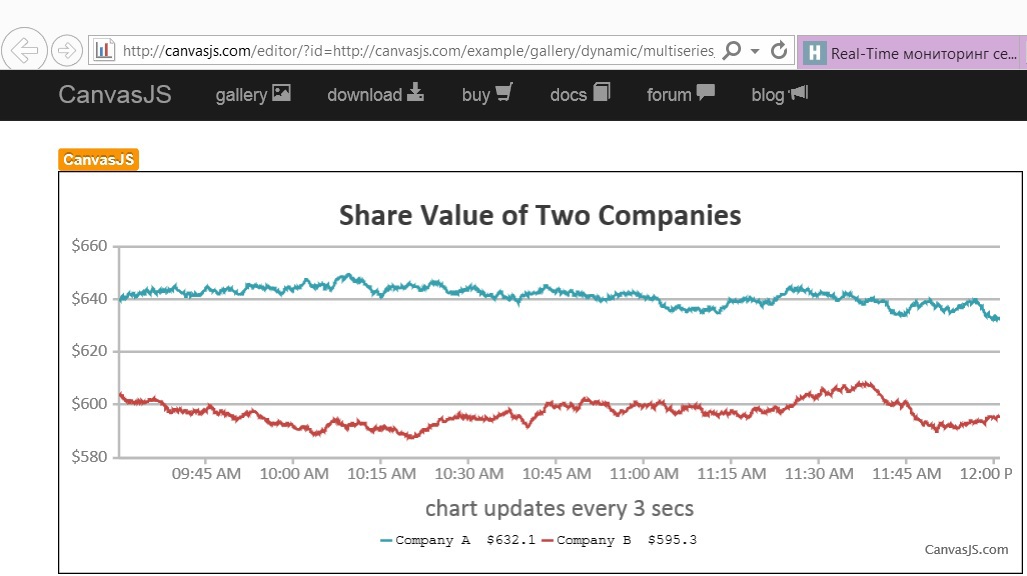 http://canvasjs.com/editor/?id=http://canvasjs.com/example/gallery/dynamic/multiseries_
H Real-Time мониторинг се...
CanvasJS gallery download buy docs forum blog
CanvasJS
Share Value of Two Companies
$660
$640
$620
$600
$580
09:45 AM 10:00 AM 10:15 AM 10:30 AM 10:45 AM 11:00 AM 11:15 AM 11:30 AM 11:45 AM 12:00 P
chart updates every 3 secs
Company A $632.1 Company B $595.3
CanvasJS.com